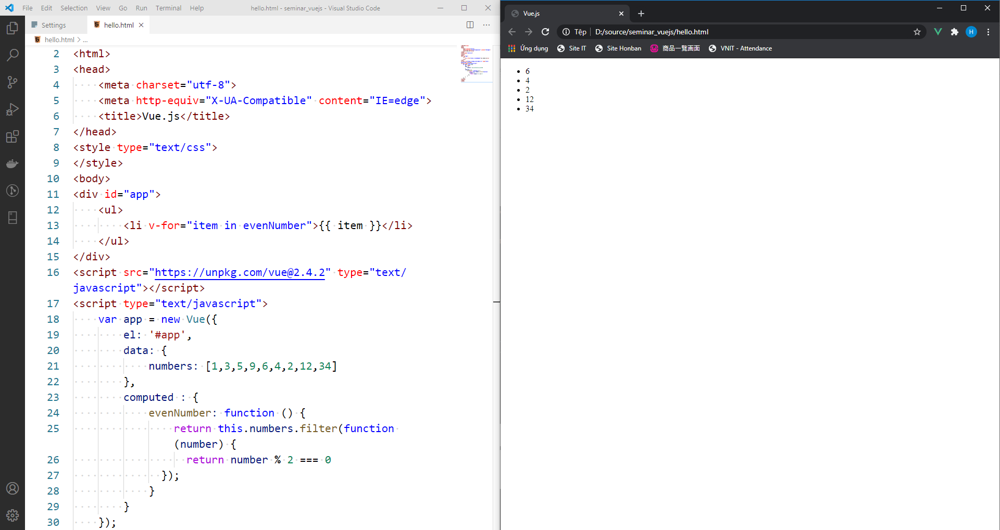 File Edit Selection View Go Run Terminal Help hello.html - seminar_vuejs - Visual Studio Code
Settings hello.html
hello.html > ...
2 <html>
3 <head>
4 <meta charset="utf-8">
5 <meta http-equiv="X-UA-Compatible" content="IE=edge">
6 <title>Vue.js</title>
7 </head>
8 <style type="text/css">
9 </style>
10 <body>
11 <div id="app">
12 <ul>
13 <li v-for="item in evenNumber">{{ item }}</li>
14 </ul>
15 </div>
16 <script src="https://unpkg.com/vue@2.4.2" type="text/
javascript"></script>
17 <script type="text/javascript">
18 var app = new Vue({
19 el: '#app',
20 data: {
21 numbers: [1,3,5,9,6,4,2,12,34]
22 },
23 computed : {
24 evenNumber: function () {
25 return this.numbers.filter(function
(number) {
26 return number % 2 === 0
27 });
28 }
29 }
30 });
Vue.js
Tệp D:/source/seminar_vuejs/hello.html H
Ứng dụng Site IT Site Honban 商品一覧画面 VNIT - Attendance
6
4
2
12
34